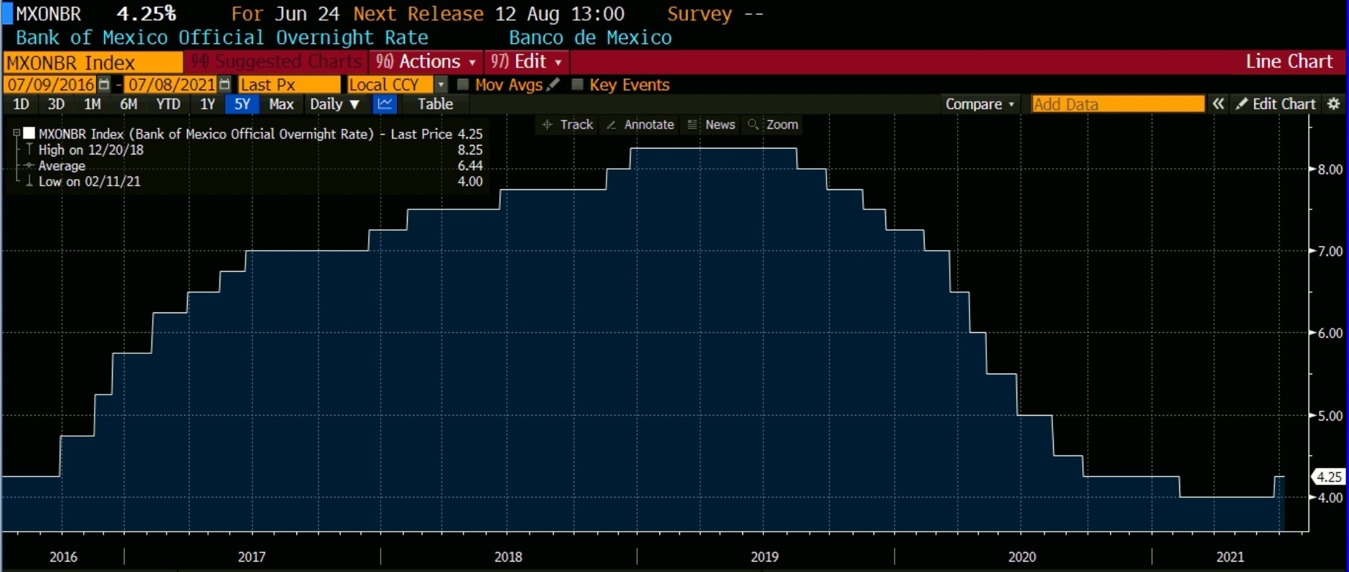 MXONBR 4.25% For Jun 24 Next Release 12 Aug 13:00 Survey --
Bank of Mexico Official Overnight Rate Banco de Mexico
MXONBR Index 94) Suggested Charts 96) Actions 97) Edit Line Chart
07/09/2016 - 07/08/2021 Last Px Local CCY Mov Avgs Key Events
1D 3D 1M 6M YTD 1Y 5Y Max Daily ▼ Table Compare Add Data « Edit Chart
Track Annotate News Zoom
MXONBR Index (Bank of Mexico Official Overnight Rate) - Last Price 4.25
High on 12/20/18 8.25
Average 6.44
Low on 02/11/21 4.00
8.00
7.00
6.00
5.00
4.25
4.00
2016 2017 2018 2019 2020 2021